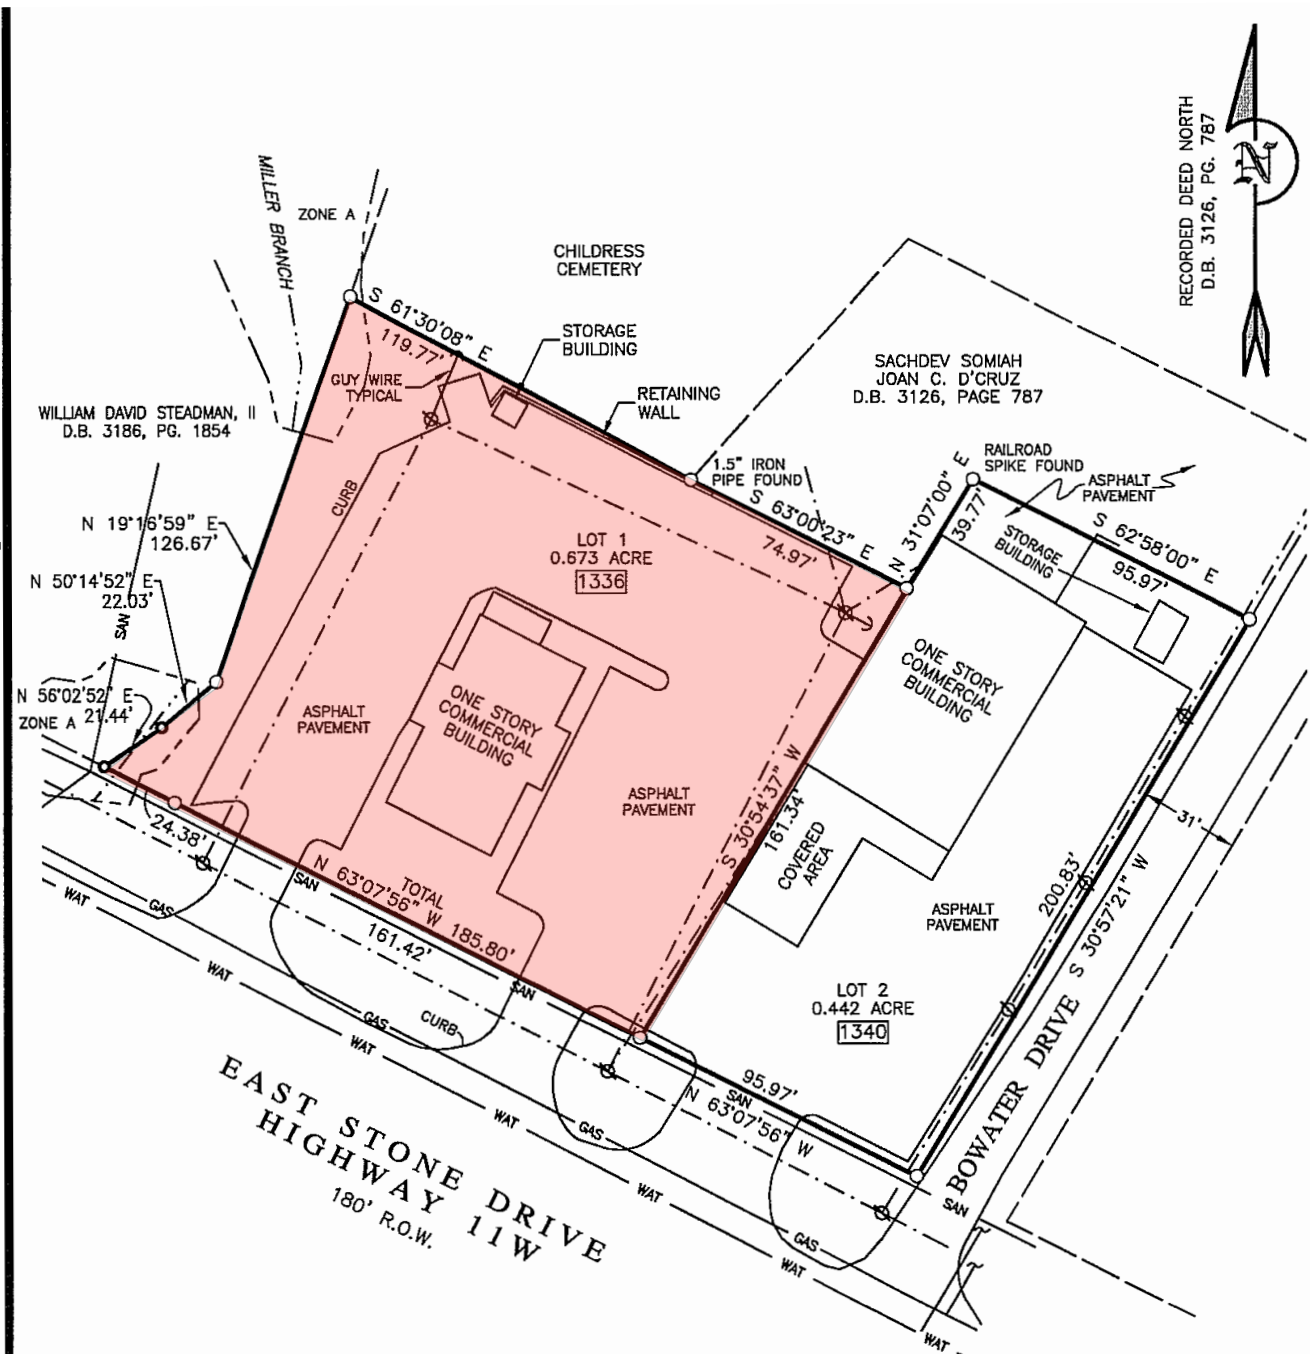 RECORDED DEED NORTH
D.B. 3126, PG. 787
N
MILLER BRANCH
ZONE A
CHILDRESS
CEMETERY
S 61°30'08" E
119.77'
STORAGE
BUILDING
GUY WIRE
TYPICAL
RETAINING
WALL
SACHDEV SOMIAH
JOAN C. D'CRUZ
D.B. 3126, PAGE 787
WILLIAM DAVID STEADMAN, II
D.B. 3186, PG. 1854
1.5" IRON
PIPE FOUND
RAILROAD
SPIKE FOUND
ASPHALT
PAVEMENT
S 63°00'23" E
74.97'
N 31°07'00" E
39.77'
S 62°58'00" E
95.97'
STORAGE
BUILDING
CURB
N 19°16'59" E
126.67'
LOT 1
0.673 ACRE
1336
N 50°14'52" E
22.03'
SAN
N 56°02'52" E
21.44'
ZONE A
ASPHALT
PAVEMENT
ONE STORY
COMMERCIAL
BUILDING
ONE STORY
COMMERCIAL
BUILDING
ASPHALT
PAVEMENT
S 30°54'37" W
161.34'
COVERED
AREA
31'
24.38'
N 63°07'56" W
TOTAL
185.80'
161.42'
SAN
SAN
200.83'
S 30°57'21" W
ASPHALT
PAVEMENT
LOT 2
0.442 ACRE
1340
WAT
GAS
WAT
GAS
CURB
WAT
95.97'
N 63°07'56" W
SAN
BOWATER DRIVE
EAST STONE DRIVE
HIGHWAY 11W
180' R.O.W.
WAT
GAS
WAT
GAS
WAT
SAN
WAT